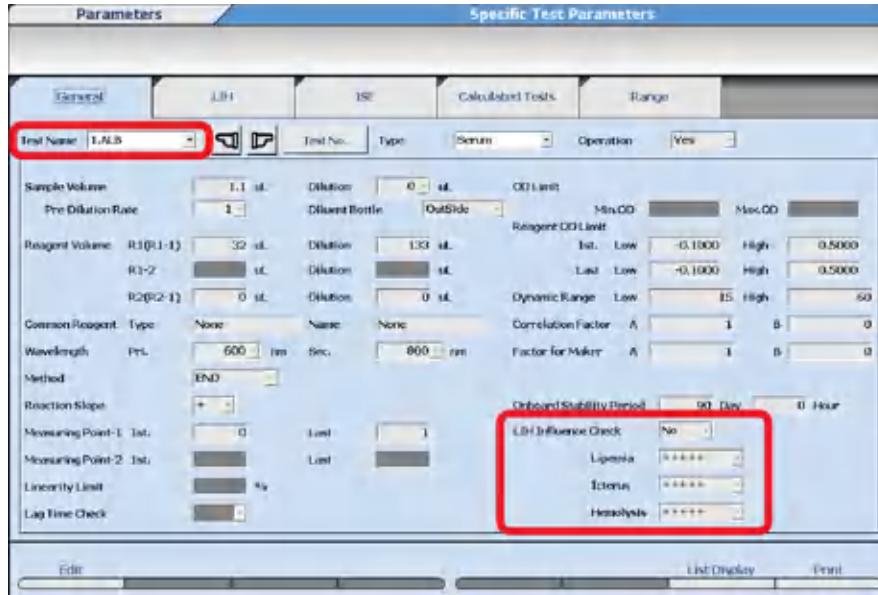 Parameters Specific Test Parameters
General LIH ISE Calculated Tests Range
Test Name 1.ALB Test No... Type Serum Operation Yes
Sample Volume 1.1 uL Dilution 0 uL OD Limit
Pre Dilution Rate 1 Diluent Bottle OutSide Min.OD Max.OD
Reagent OD Limit
Reagent Volume R1(R1-1) 32 uL Dilution 133 uL 1st. Low -0.1000 High 0.5000
R1-2 uL Dilution uL Last Low -0.1000 High 0.5000
R2(R2-1) 0 uL Dilution 0 uL Dynamic Range Low 15 High 60
Common Reagent Type None Name None Correlation Factor A 1 B 0
Wavelength Pri. 600 nm Sec. 800 nm Factor for Maker A 1 B 0
Method END
Reaction Slope + Onboard Stability Period 90 Day 0 Hour
Measuring Point-1 1st. 0 Last 1 LIH Influence Check No
Measuring Point-2 1st. Last Lipemia +++++
Linearity Limit % Icterus +++++
Lag Time Check Hemolysis +++++
Edit List Display Print